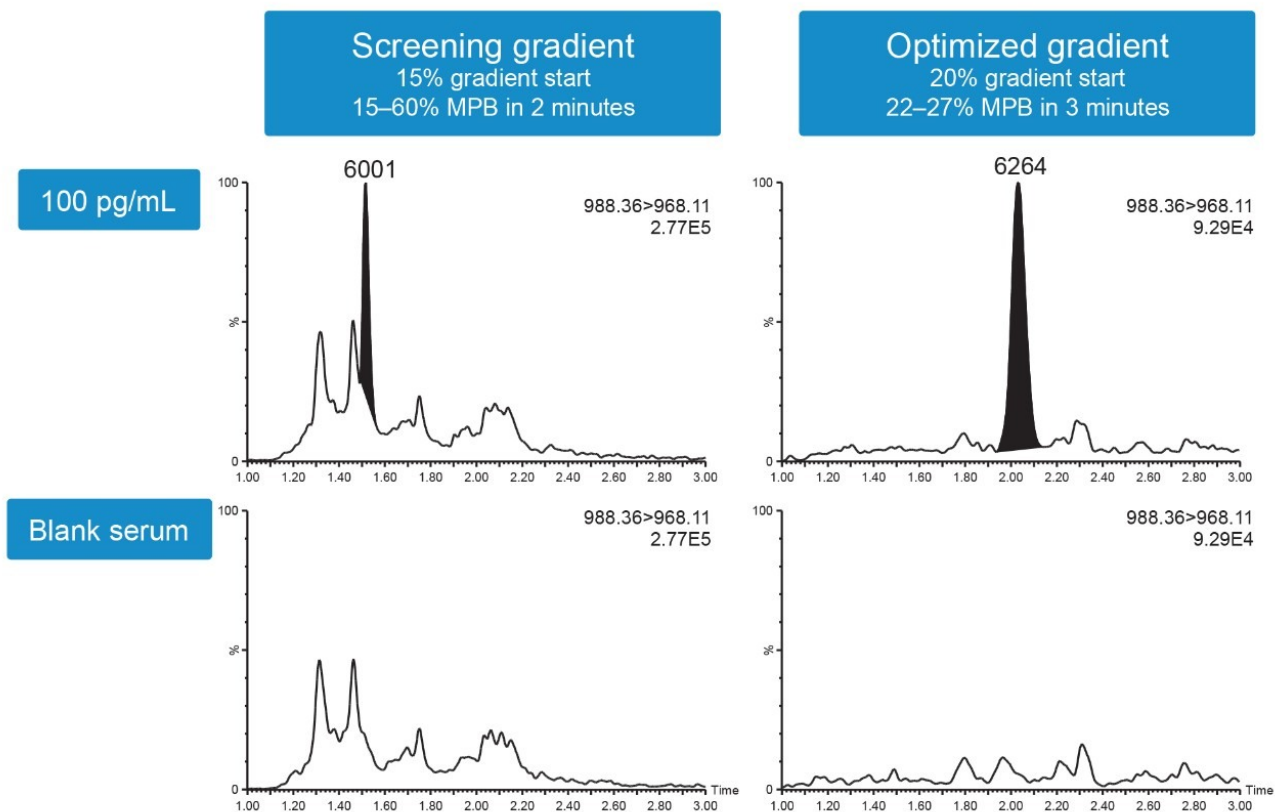 Screening gradient
15% gradient start
15–60% MPB in 2 minutes
Optimized gradient
20% gradient start
22–27% MPB in 3 minutes
100 pg/mL
6001
988.36>968.11
2.77E5
100
%
0
1.00 1.20 1.40 1.60 1.80 2.00 2.20 2.40 2.60 2.80 3.00
6264
988.36>968.11
9.29E4
100
%
0
1.00 1.20 1.40 1.60 1.80 2.00 2.20 2.40 2.60 2.80 3.00
Blank serum
988.36>968.11
2.77E5
100
%
0
Time
1.00 1.20 1.40 1.60 1.80 2.00 2.20 2.40 2.60 2.80 3.00
988.36>968.11
9.29E4
100
%
0
Time
1.00 1.20 1.40 1.60 1.80 2.00 2.20 2.40 2.60 2.80 3.00